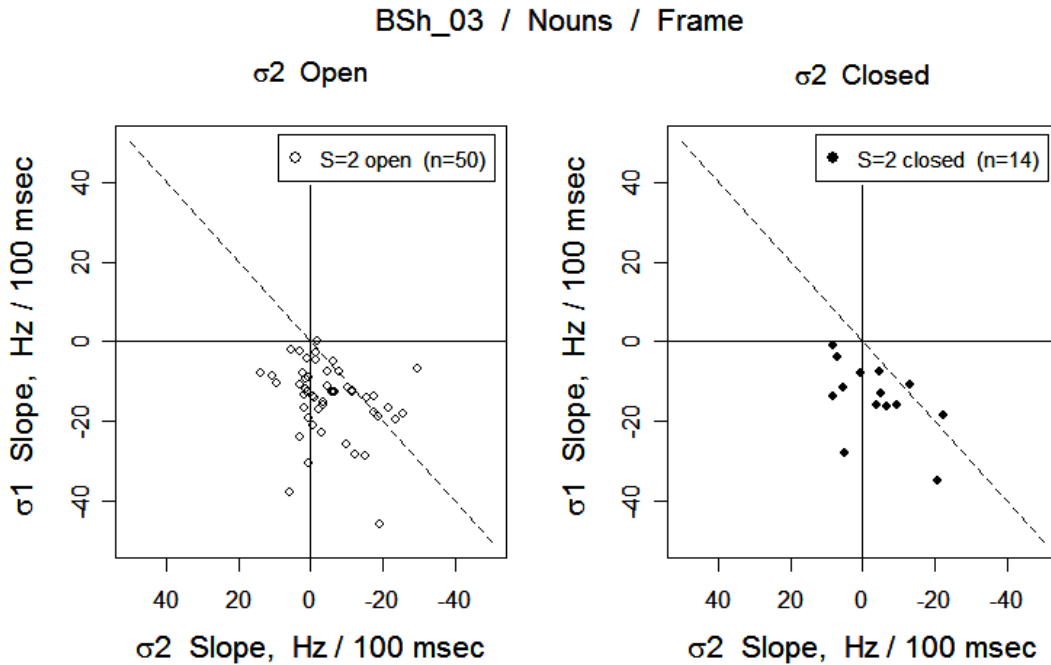 BSh_03 / Nouns / Frame
σ2 Open
S=2 open (n=50)
σ1 Slope, Hz / 100 msec
40
20
0
-20
-40
40 20 0 -20 -40
σ2 Slope, Hz / 100 msec
σ2 Closed
S=2 closed (n=14)
σ1 Slope, Hz / 100 msec
40
20
0
-20
-40
40 20 0 -20 -40
σ2 Slope, Hz / 100 msec